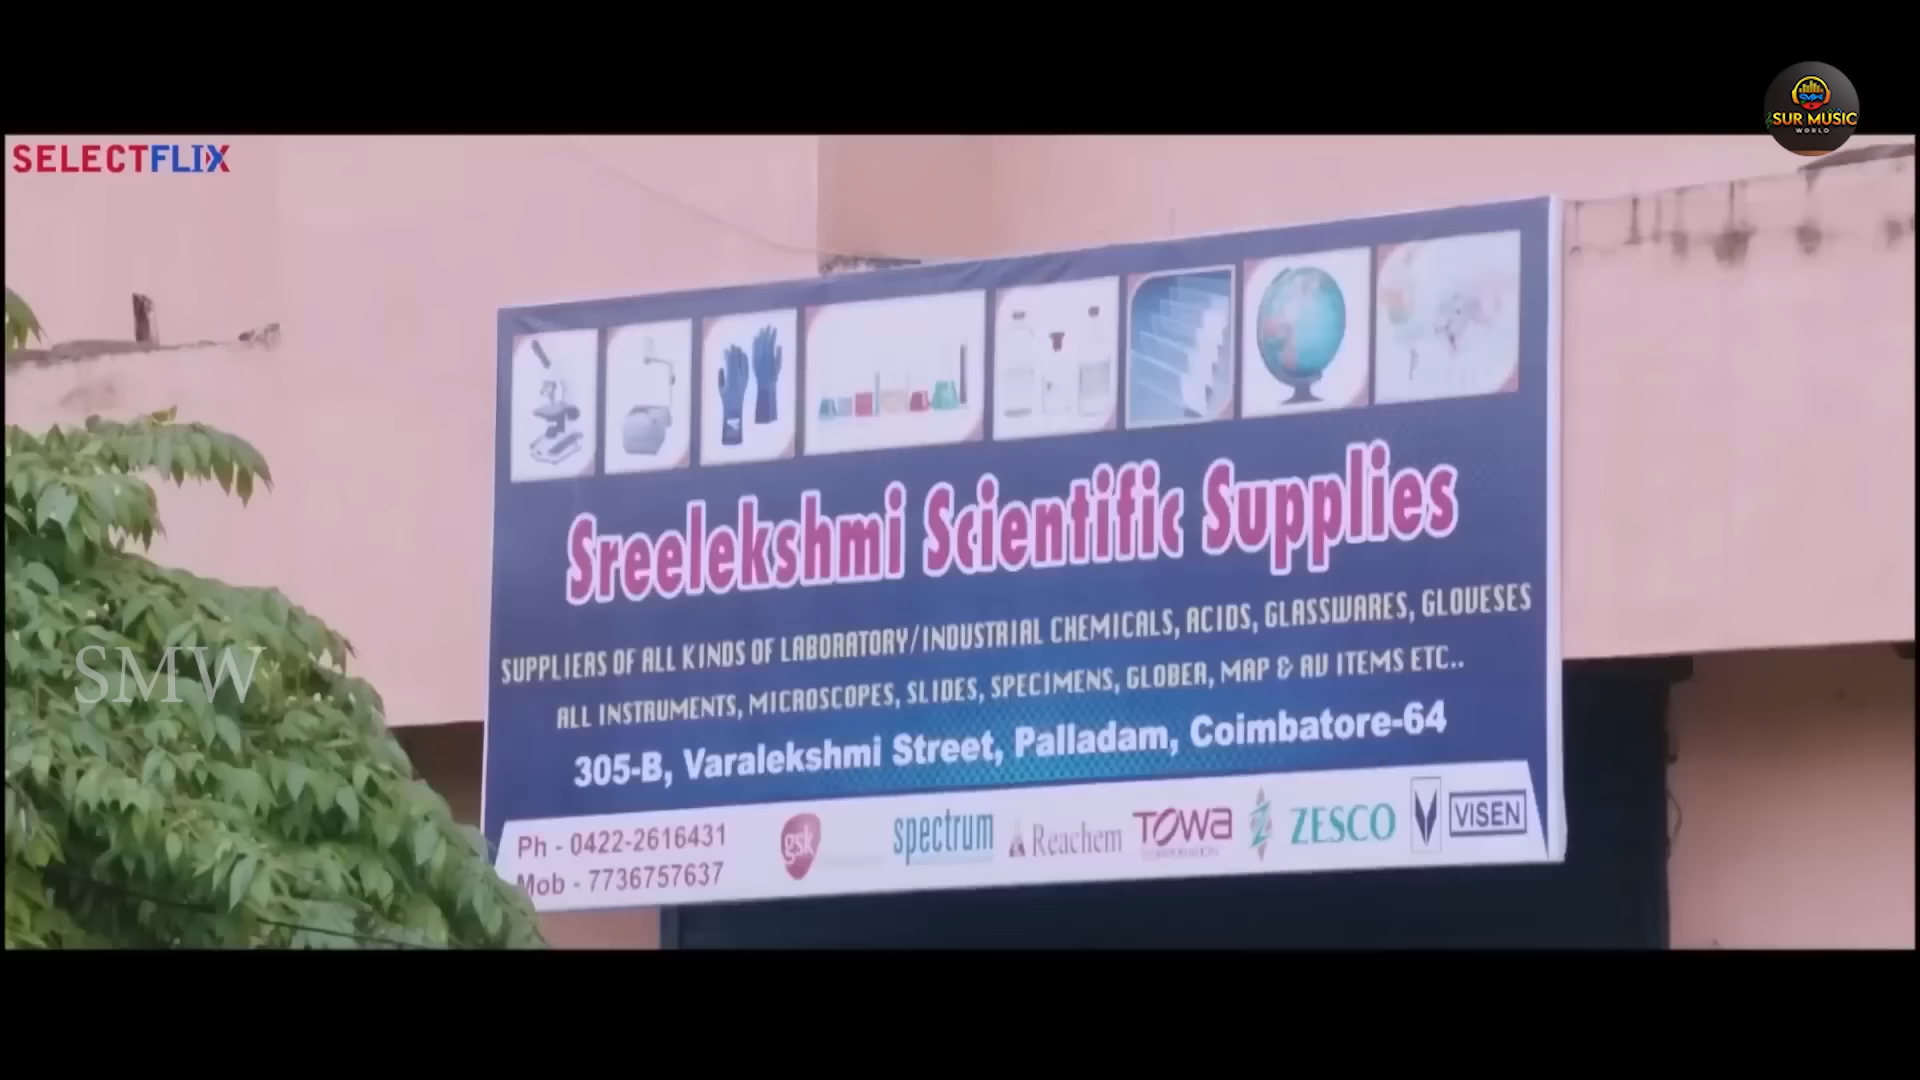 SUR MUSIC
WORLD
SELECTFLIX
Sreelekshmi Scientific Supplies
SUPPLIERS OF ALL KINDS OF LABORATORY/INDUSTRIAL CHEMICALS, ACIDS, GLASSWARES, GLOVESES
ALL INSTRUMENTS, MICROSCOPES, SLIDES, SPECIMENS, GLOBER, MAP & AV ITEMS ETC..
305-B, Varalekshmi Street, Palladam, Coimbatore-64
Ph - 0422-2616431
Mob - 7736757637
gsk
spectrum
Reachem
TOWA
ZESCO
VISEN
SMW